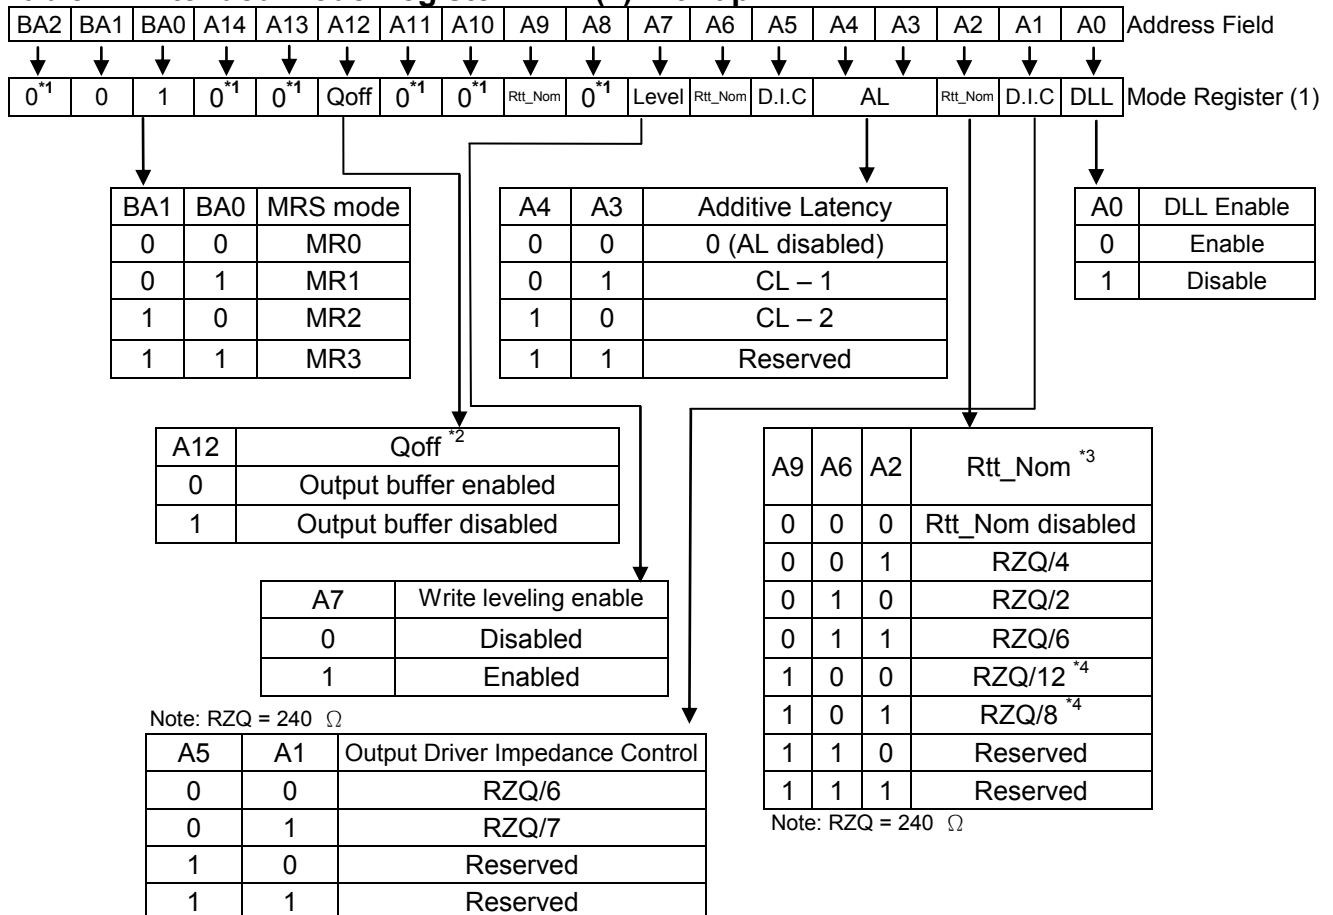 BA2 BA1 BA0 A14 A13 A12 A11 A10 A9 A8 A7 A6 A5 A4 A3 A2 A1 A0 Address Field
0*1 0 1 0*1 0*1 Qoff 0*1 0*1 Rtt_Nom 0*1 Level Rtt_Nom D.I.C AL Rtt_Nom D.I.C DLL Mode Register (1)
BA1 BA0 MRS mode
0 0 MR0
0 1 MR1
1 0 MR2
1 1 MR3
A4 A3 Additive Latency
0 0 0 (AL disabled)
0 1 CL – 1
1 0 CL – 2
1 1 Reserved
A0 DLL Enable
0 Enable
1 Disable
A12 Qoff *2
0 Output buffer enabled
1 Output buffer disabled
A7 Write leveling enable
0 Disabled
1 Enabled
Note: RZQ = 240 Ω
A5 A1 Output Driver Impedance Control
0 0 RZQ/6
0 1 RZQ/7
1 0 Reserved
1 1 Reserved
A9 A6 A2 Rtt_Nom *3
0 0 0 Rtt_Nom disabled
0 0 1 RZQ/4
0 1 0 RZQ/2
0 1 1 RZQ/6
1 0 0 RZQ/12 *4
1 0 1 RZQ/8 *4
1 1 0 Reserved
1 1 1 Reserved
Note: RZQ = 240 Ω